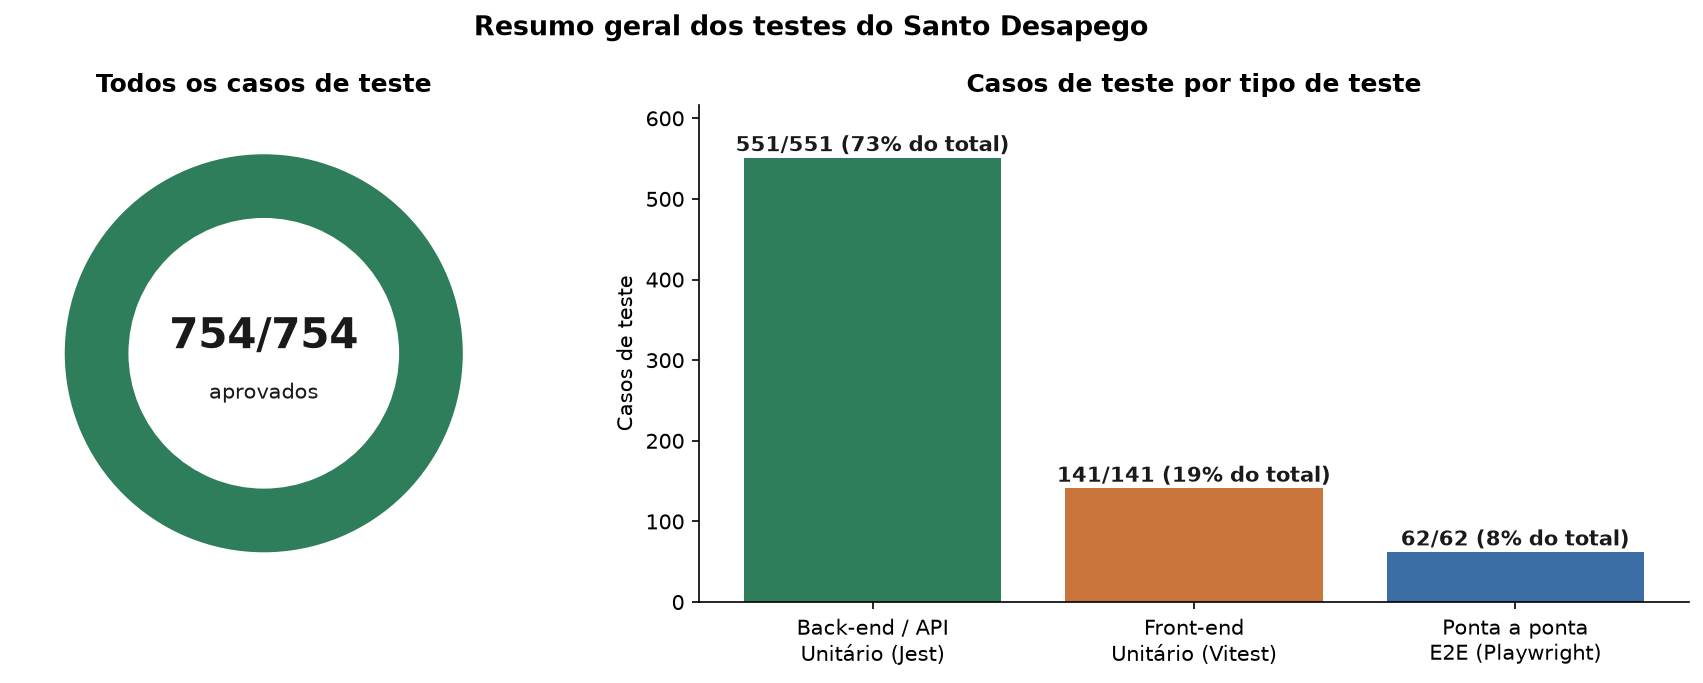 Resumo geral dos testes do Santo Desapego
Todos os casos de teste
754/754
aprovados
Casos de teste por tipo de teste
Casos de teste
600
500
400
300
200
100
0
551/551 (73% do total)
141/141 (19% do total)
62/62 (8% do total)
Back-end / API
Unitário (Jest)
Front-end
Unitário (Vitest)
Ponta a ponta
E2E (Playwright)